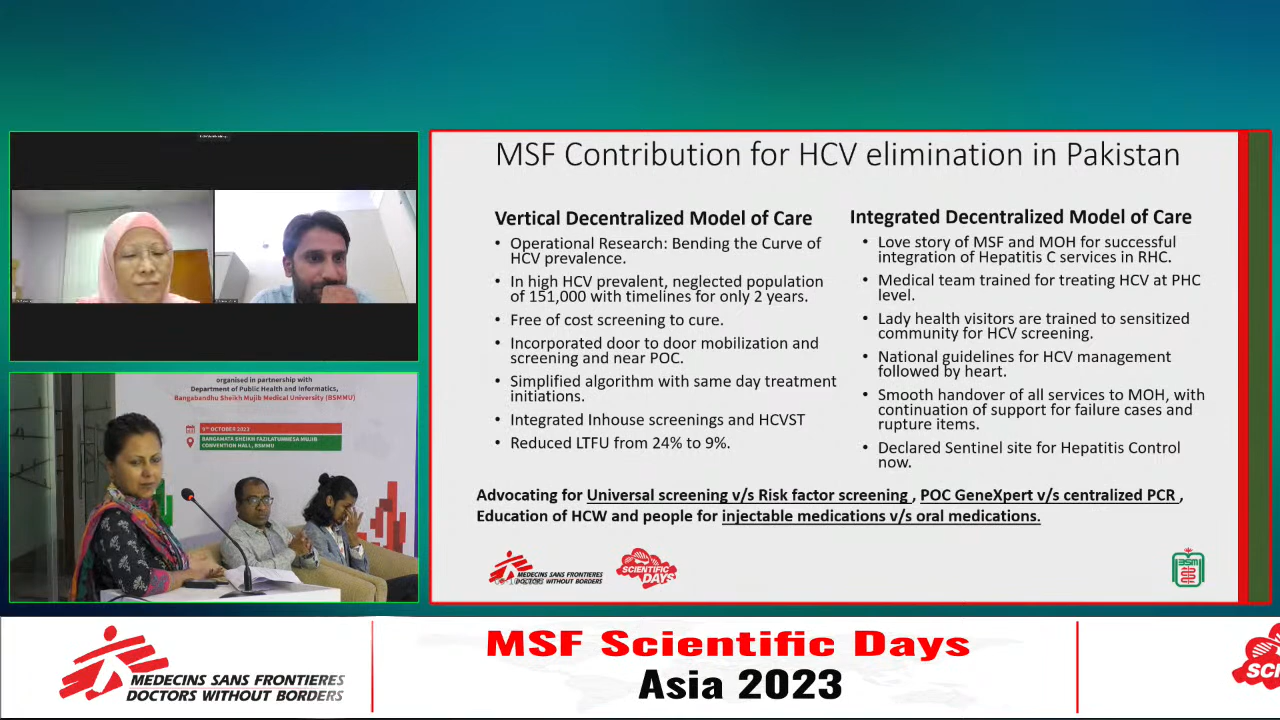 MSF Contribution for HCV elimination in Pakistan
Vertical Decentralized Model of Care
• Operational Research: Bending the Curve of
HCV prevalence.
• In high HCV prevalent, neglected population
of 151,000 with timelines for only 2 years.
• Free of cost screening to cure.
• Incorporated door to door mobilization and
screening and near POC.
• Simplified algorithm with same day treatment
initiations.
• Integrated Inhouse screenings and HCVST
• Reduced LTFU from 24% to 9%.
Integrated Decentralized Model of Care
• Love story of MSF and MOH for successful
integration of Hepatitis C services in RHC.
• Medical team trained for treating HCV at PHC
level.
• Lady health visitors are trained to sensitized
community for HCV screening.
• National guidelines for HCV management
followed by heart.
• Smooth handover of all services to MOH, with
continuation of support for failure cases and
rupture items.
• Declared Sentinel site for Hepatitis Control
now.
Advocating for Universal screening v/s Risk factor screening , POC GeneXpert v/s centralized PCR ,
Education of HCW and people for injectable medications v/s oral medications.
MEDECINS SANS FRONTIERES
DOCTORS WITHOUT BORDERS
SCIENTIFIC
DAYS
organised in partnership with
Department of Public Health and Informatics,
Bangabandhu Sheikh Mujib Medical University (BSMMU)
9TH OCTOBER 2023
BANGAMATA SHEIKH FAZILATUNNESA MUJIB
CONVENTION HALL, BSMMU
MEDECINS SANS FRONTIERES
DOCTORS WITHOUT BORDERS
MSF Scientific Days
Asia 2023